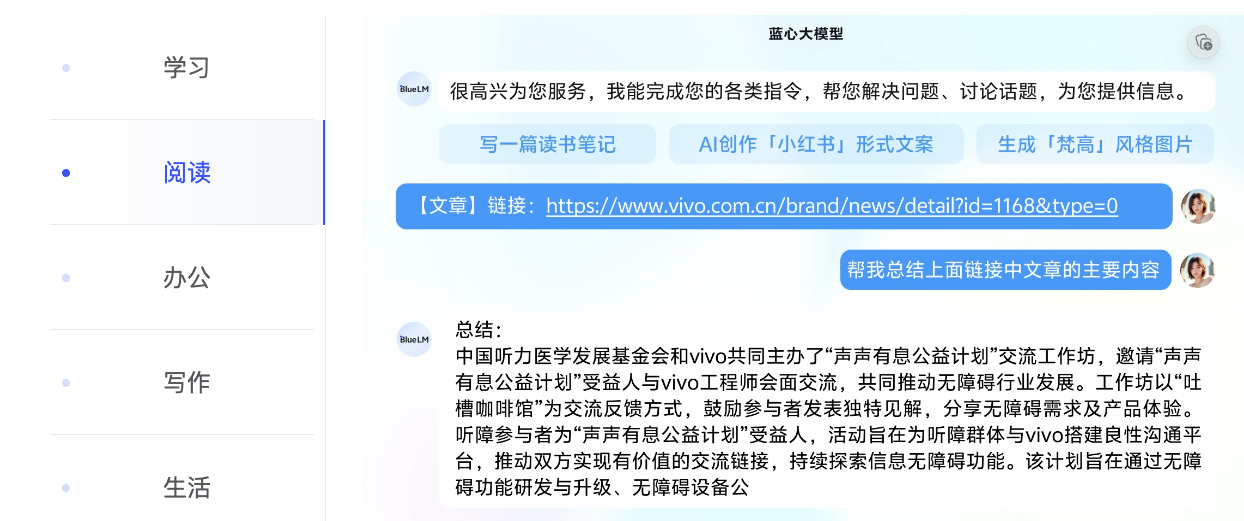 学习
阅读
办公
写作
生活
蓝心大模型
BlueLM
很高兴为您服务，我能完成您的各类指令，帮您解决问题、讨论话题，为您提供信息。
写一篇读书笔记
AI创作「小红书」形式文案
生成「梵高」风格图片
【文章】链接：https://www.vivo.com.cn/brand/news/detail?id=1168&type=0
帮我总结上面链接中文章的主要内容
BlueLM
总结：
中国听力医学发展基金会和vivo共同主办了“声声有息公益计划”交流工作坊，邀请“声声
有息公益计划”受益人与vivo工程师会面交流，共同推动无障碍行业发展。工作坊以“吐
槽咖啡馆”为交流反馈方式，鼓励参与者发表独特见解，分享无障碍需求及产品体验。
听障参与者为“声声有息公益计划”受益人，活动旨在为听障群体与vivo搭建良性沟通平
台，推动双方实现有价值的交流链接，持续探索信息无障碍功能。该计划旨在通过无障
碍功能研发与升级、无障碍设备公